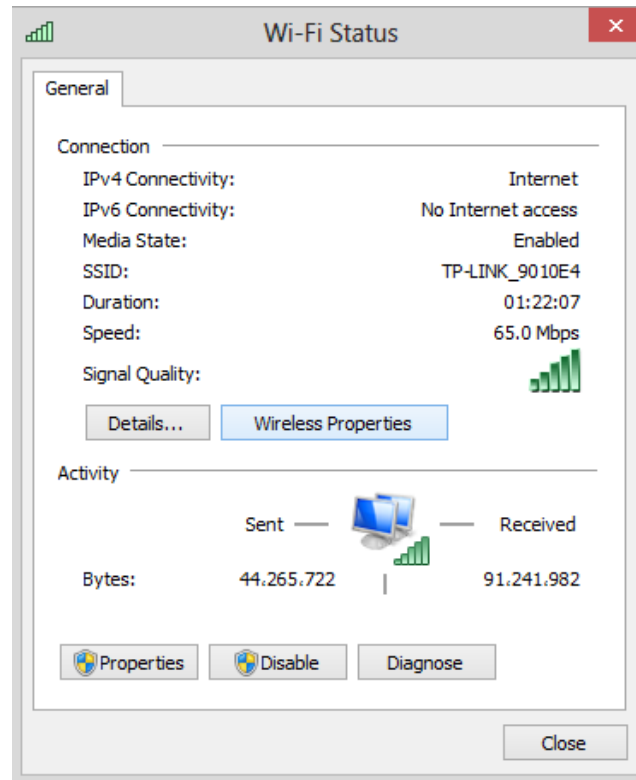 Wi-Fi Status
General
Connection
IPv4 Connectivity: Internet
IPv6 Connectivity: No Internet access
Media State: Enabled
SSID: TP-LINK_9010E4
Duration: 01:22:07
Speed: 65.0 Mbps
Signal Quality:
Details... Wireless Properties
Activity
Sent Received
Bytes: 44,265,722 91,241,982
Properties Disable Diagnose
Close